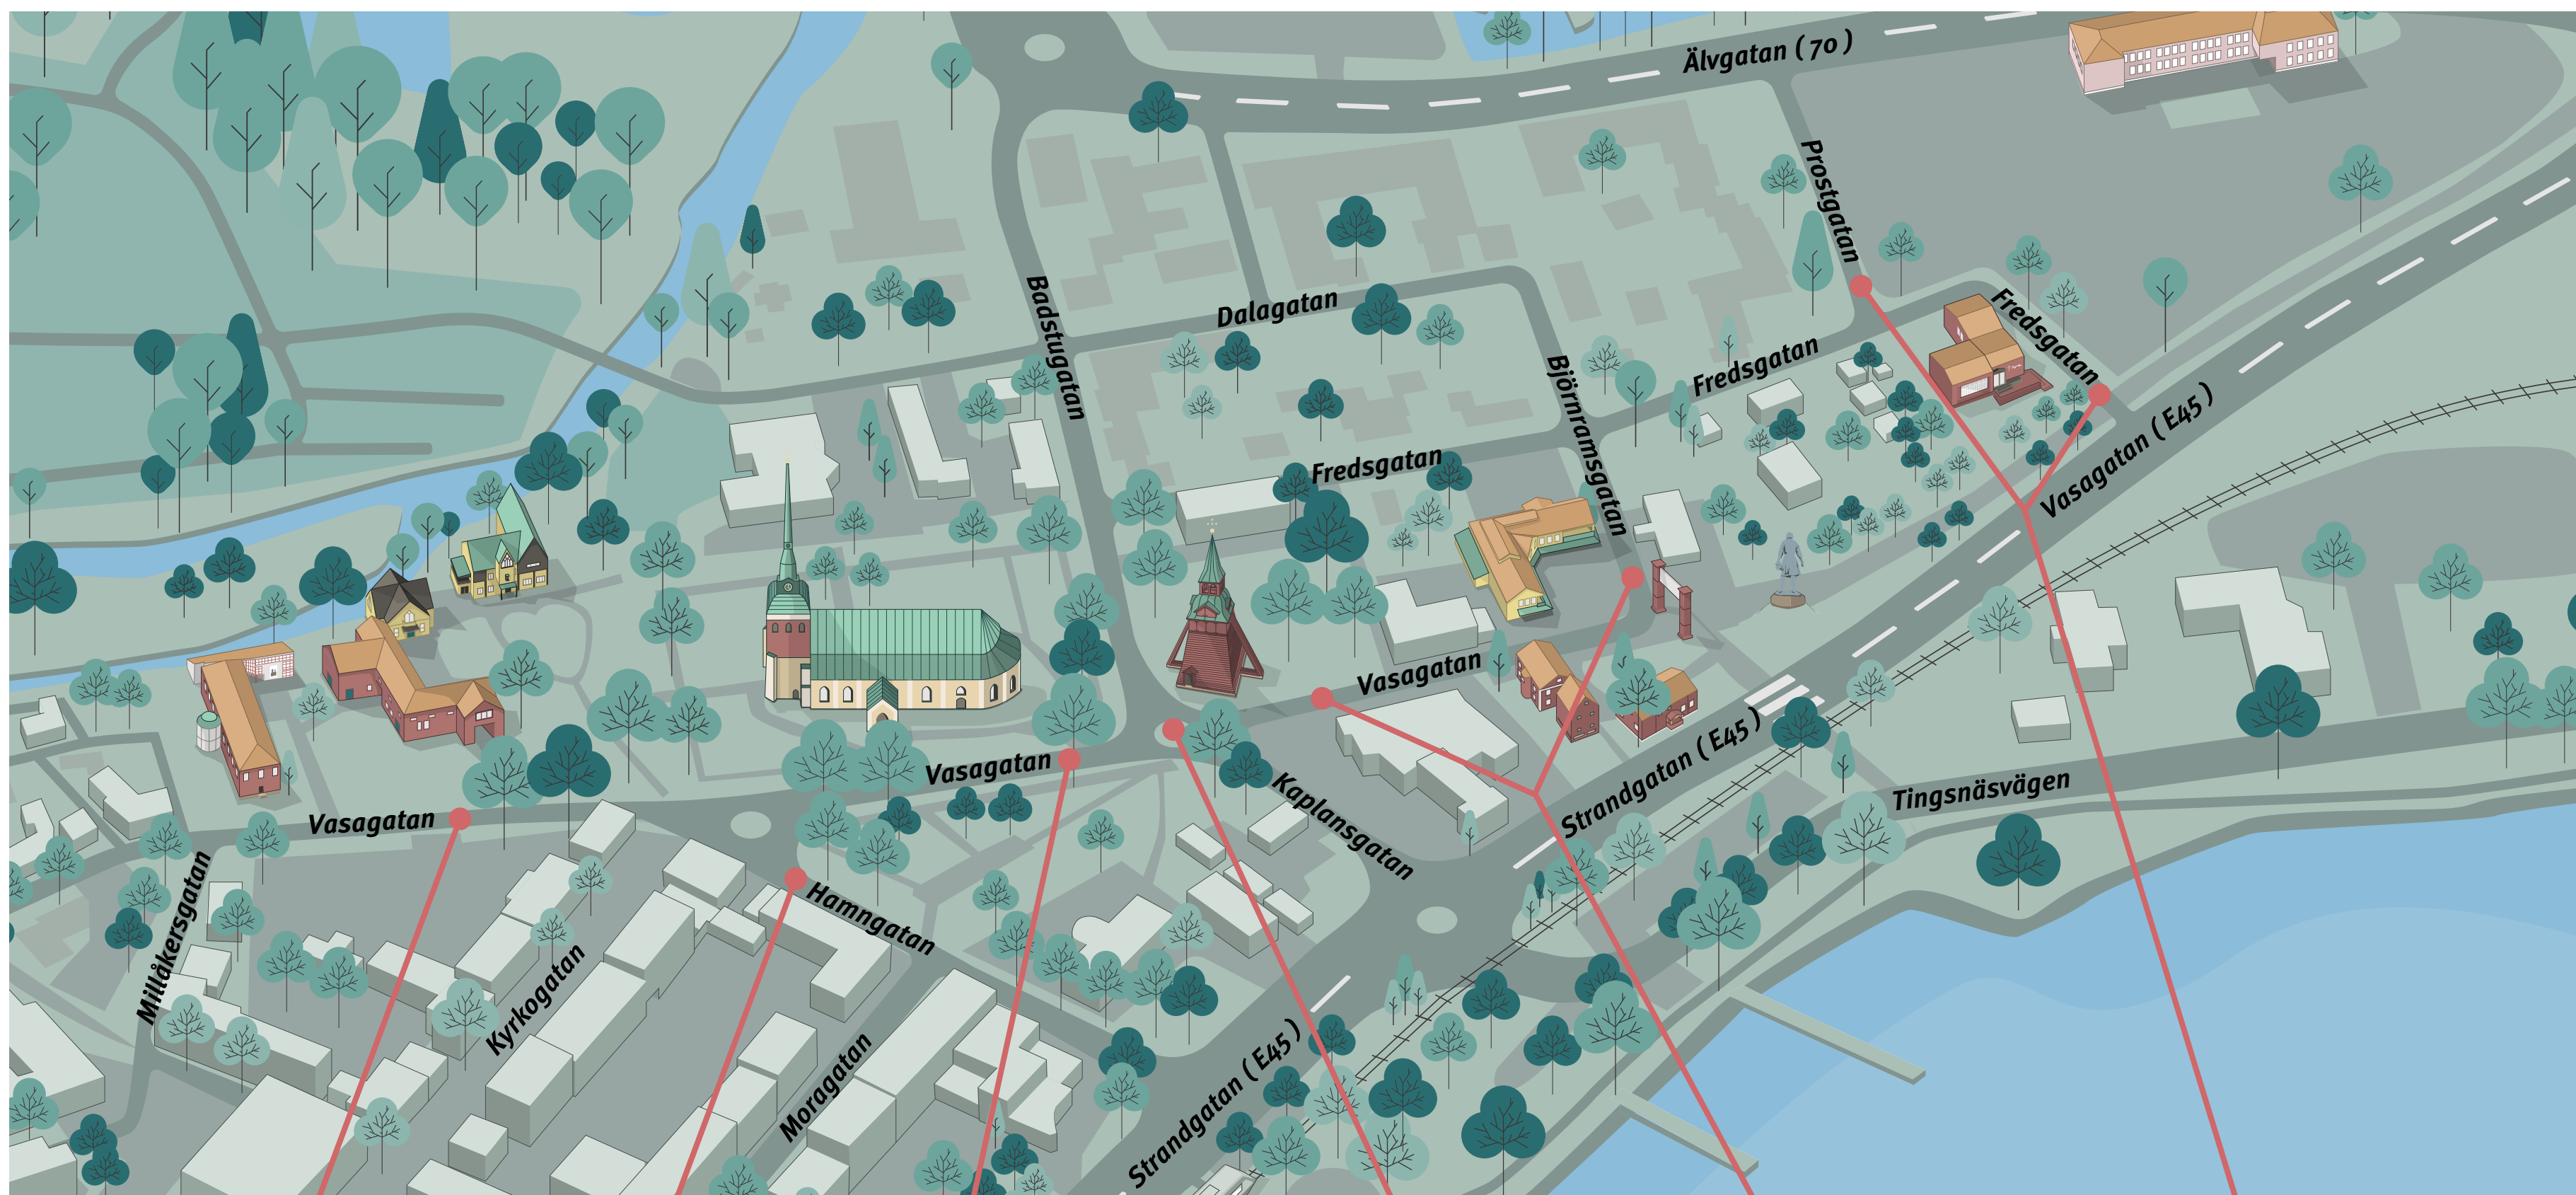 Älvgatan ( 70 )
Prostgatan
Badstugatan
Dalagatan
Fredsgatan
Fredsgatan
Björnramsgatan
Fredsgatan
Vasagatan ( E45 )
Vasagatan
Vasagatan
Strandgatan ( E45 )
Tingsnäsvägen
Kaplansgatan
Vasagatan
Hamngatan
Millåkersgatan
Kyrkogatan
Moragatan
Strandgatan ( E45 )